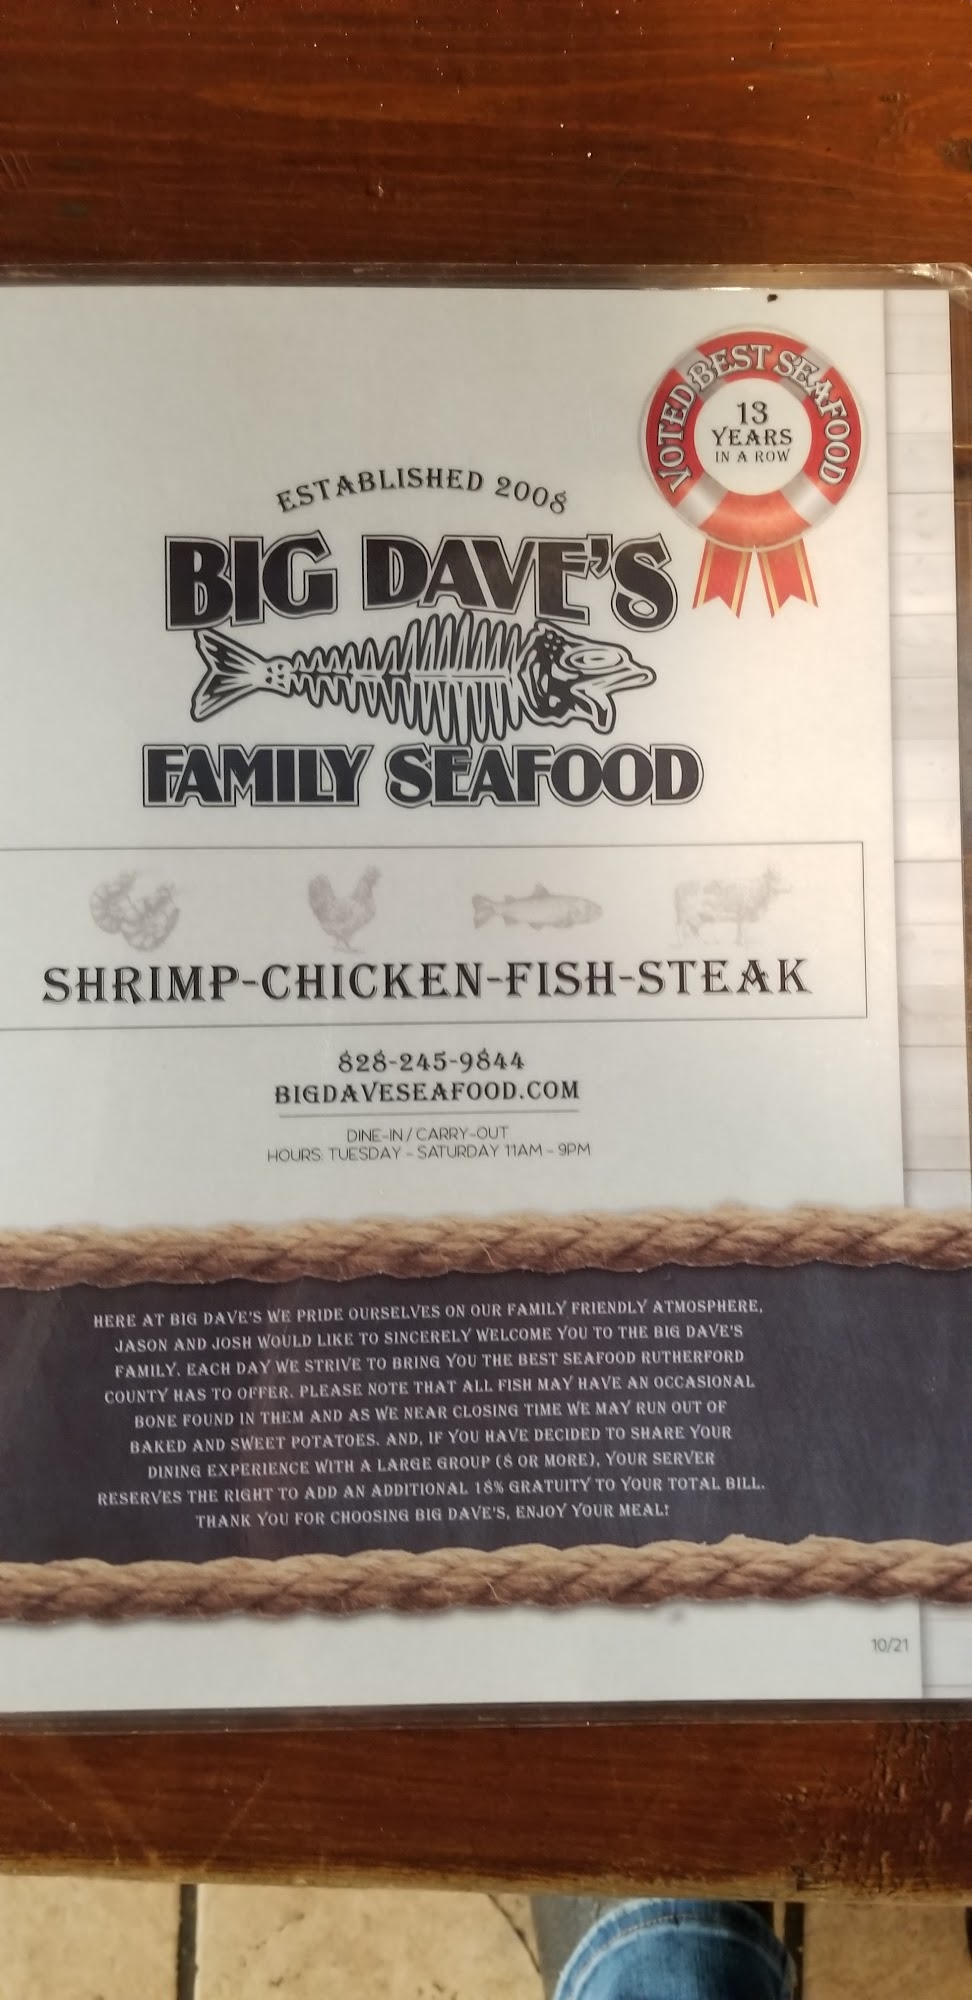 VOTED BEST SEAFOOD
13
YEARS
IN A ROW
ESTABLISHED 2008
BIG DAVE'S
FAMILY SEAFOOD
SHRIMP-CHICKEN-FISH-STEAK
828-245-9844
BIGDAVESEAFOOD.COM
DINE-IN / CARRY-OUT
HOURS: TUESDAY - SATURDAY 11AM - 9PM
HERE AT BIG DAVE'S WE PRIDE OURSELVES ON OUR FAMILY FRIENDLY ATMOSPHERE,
JASON AND JOSH WOULD LIKE TO SINCERELY WELCOME YOU TO THE BIG DAVE'S
FAMILY. EACH DAY WE STRIVE TO BRING YOU THE BEST SEAFOOD RUTHERFORD
COUNTY HAS TO OFFER. PLEASE NOTE THAT ALL FISH MAY HAVE AN OCCASIONAL
BONE FOUND IN THEM AND AS WE NEAR CLOSING TIME WE MAY RUN OUT OF
BAKED AND SWEET POTATOES. AND, IF YOU HAVE DECIDED TO SHARE YOUR
DINING EXPERIENCE WITH A LARGE GROUP (8 OR MORE), YOUR SERVER
RESERVES THE RIGHT TO ADD AN ADDITIONAL 18% GRATUITY TO YOUR TOTAL BILL.
THANK YOU FOR CHOOSING BIG DAVE'S, ENJOY YOUR MEAL!
10/21